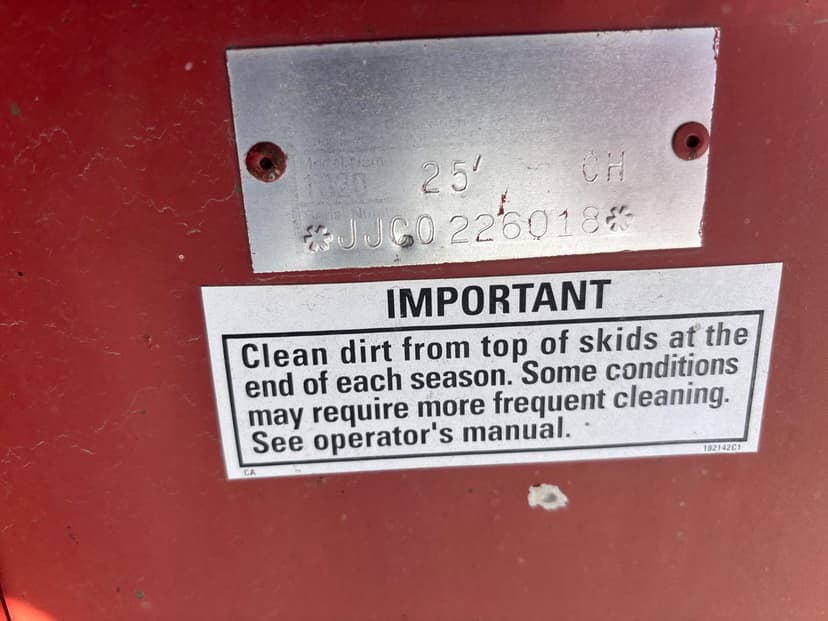 1020 25' CH
*JJC0226018*
IMPORTANT
Clean dirt from top of skids at the
end of each season. Some conditions
may require more frequent cleaning.
See operator's manual.
CA 182142C1